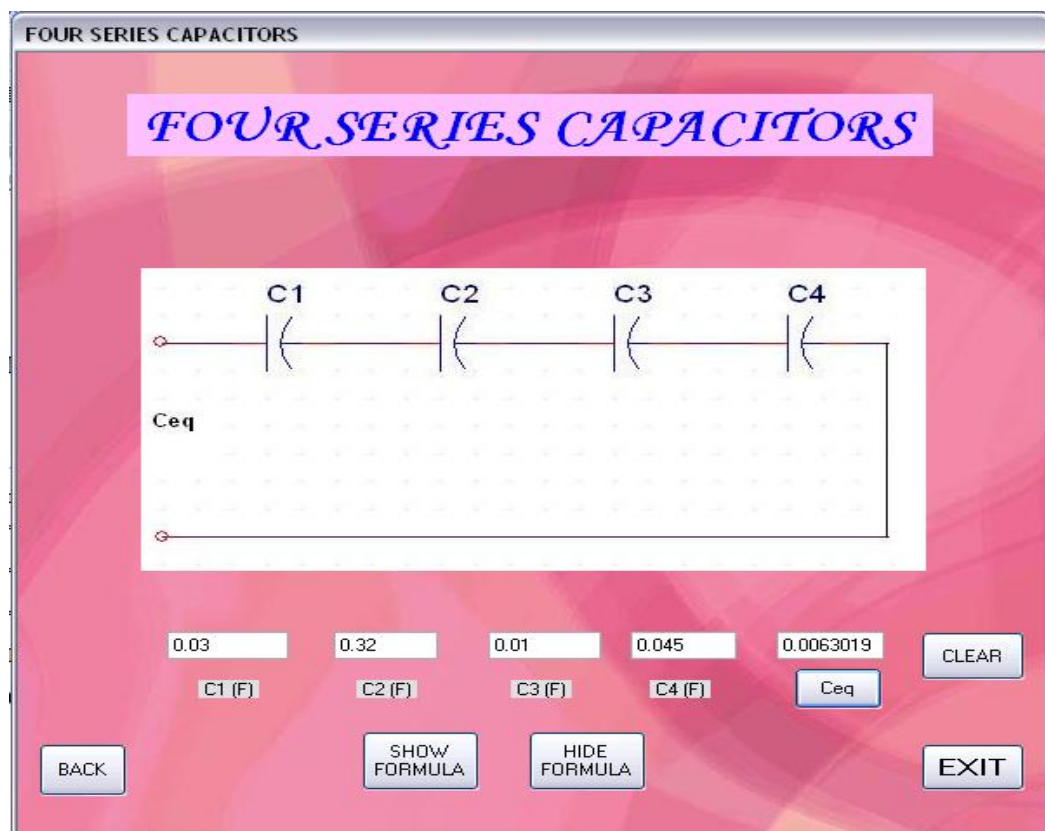 FOUR SERIES CAPACITORS
FOUR SERIES CAPACITORS
C1 C2 C3 C4
Ceq
0.03 0.32 0.01 0.045 0.0063019 CLEAR
C1 (F) C2 (F) C3 (F) C4 (F) Ceq
BACK SHOW FORMULA HIDE FORMULA EXIT